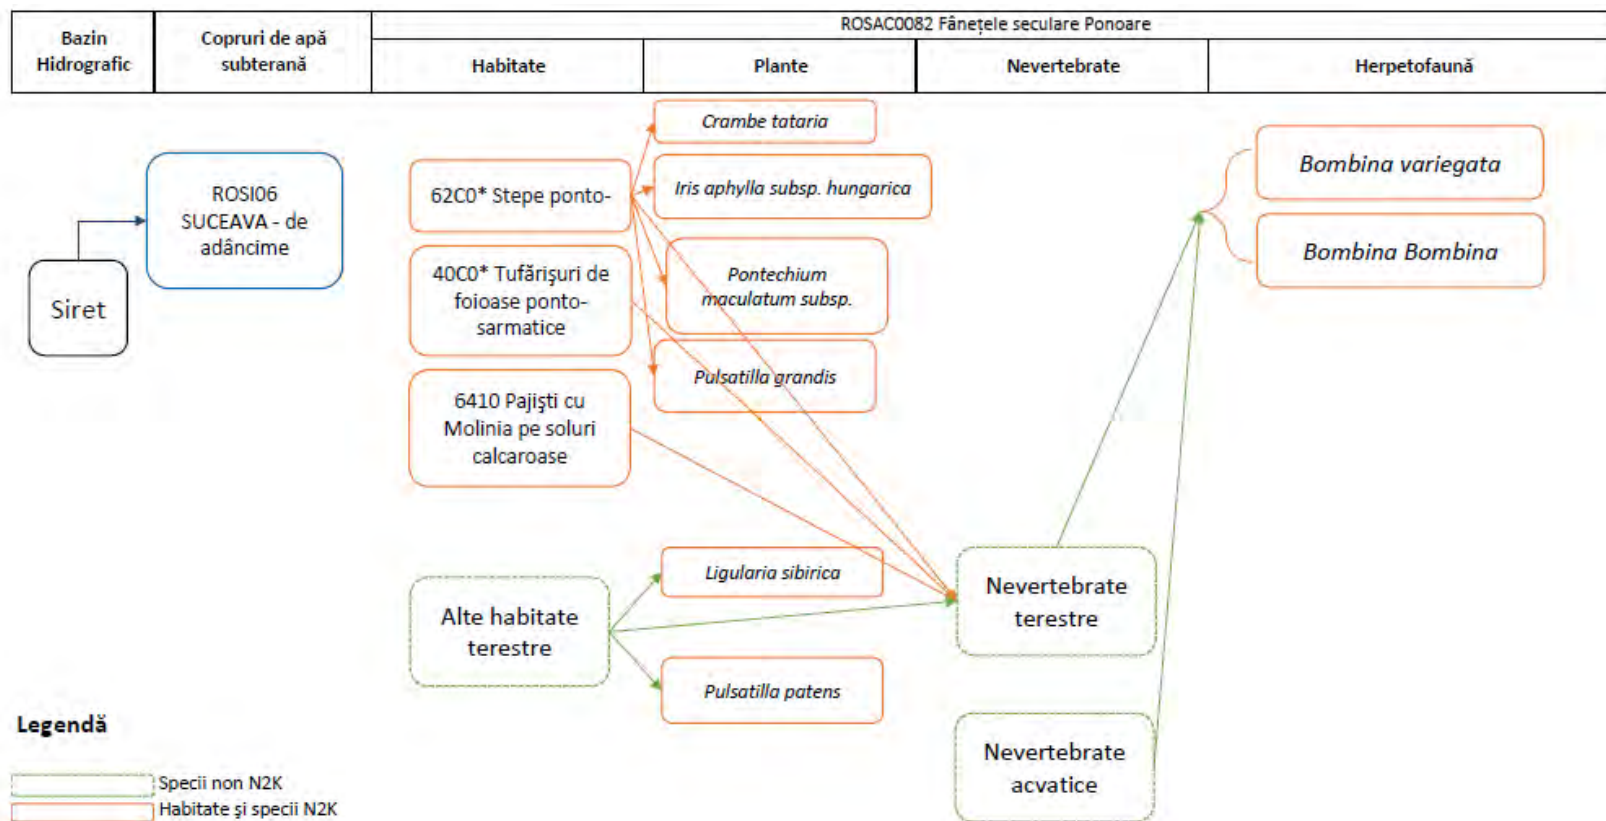 ROSAC0082 Fânețele seculare Ponoare
Bazin
Hidrografic
Copruri de apă
subterană
Habitate
Plante
Nevertebrate
Herpetofaună
Siret
ROSI06
SUCEAVA - de
adâncime
62C0* Stepe ponto-
40C0* Tufărişuri de
foioase ponto-
sarmatice
6410 Pajişti cu
Molinia pe soluri
calcaroase
Alte habitate
terestre
Crambe tataria
Iris aphylla subsp. hungarica
Pontechium
maculatum subsp.
Pulsatilla grandis
Ligularia sibirica
Pulsatilla patens
Nevertebrate
terestre
Nevertebrate
acvatice
Bombina variegata
Bombina Bombina
Legendă
Specii non N2K
Habitate şi specii N2K